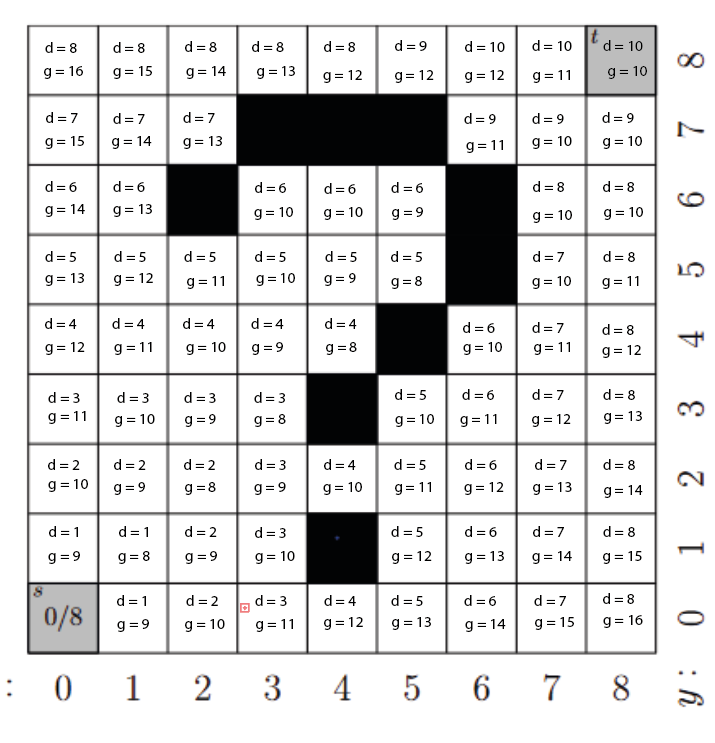 d = 8 d = 8 d = 8 d = 8 d = 8 d = 9 d = 10 d = 10 t d = 10
g = 16 g = 15 g = 14 g = 13 g = 12 g = 12 g = 12 g = 11 g = 10 8
d = 7 d = 7 d = 7 d = 9 d = 9 d = 9
g = 15 g = 14 g = 13 g = 11 g = 10 g = 10 7
d = 6 d = 6 d = 6 d = 6 d = 6 d = 8 d = 8
g = 14 g = 13 g = 10 g = 10 g = 9 g = 10 g = 10 6
d = 5 d = 5 d = 5 d = 5 d = 5 d = 5 d = 7 d = 8
g = 13 g = 12 g = 11 g = 10 g = 9 g = 8 g = 10 g = 11 5
d = 4 d = 4 d = 4 d = 4 d = 4 d = 6 d = 7 d = 8
g = 12 g = 11 g = 10 g = 9 g = 8 g = 10 g = 11 g = 12 4
d = 3 d = 3 d = 3 d = 3 d = 5 d = 6 d = 7 d = 8
g = 11 g = 10 g = 9 g = 8 g = 10 g = 11 g = 12 g = 13 3
d = 2 d = 2 d = 2 d = 3 d = 4 d = 5 d = 6 d = 7 d = 8
g = 10 g = 9 g = 8 g = 9 g = 10 g = 11 g = 12 g = 13 g = 14 2
d = 1 d = 1 d = 2 d = 3 d = 5 d = 6 d = 7 d = 8
g = 9 g = 8 g = 9 g = 10 g = 12 g = 13 g = 14 g = 15 1
s 0/8 d = 1 d = 2 d = 3 d = 4 d = 5 d = 6 d = 7 d = 8
g = 9 g = 10 g = 11 g = 12 g = 13 g = 14 g = 15 g = 16 0
: 0 1 2 3 4 5 6 7 8 y :